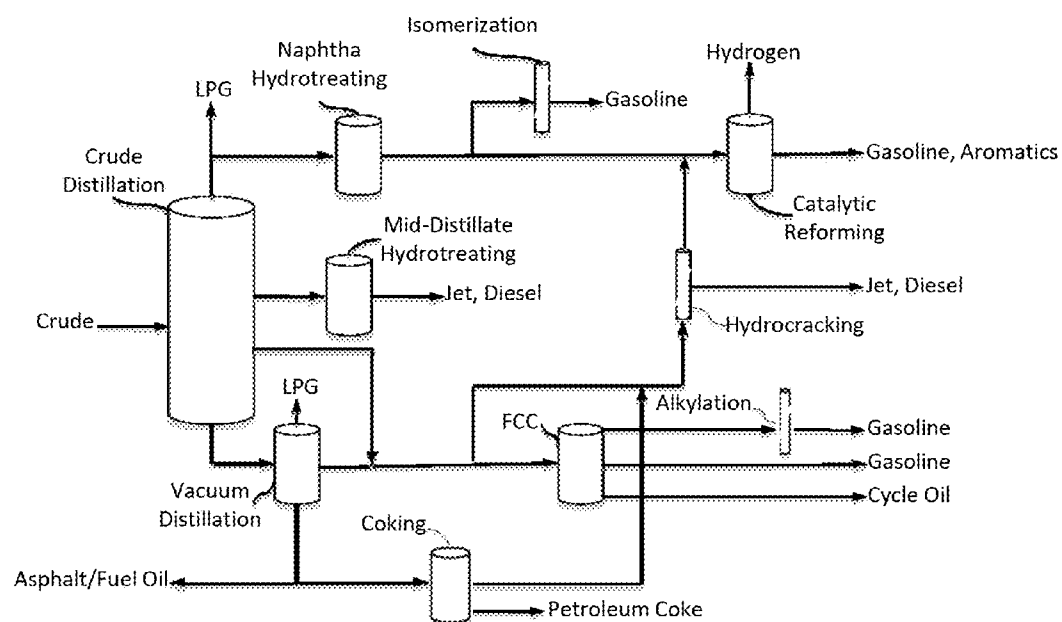 Isomerization
Naphtha
Hydrotreating
Hydrogen
LPG
Gasoline
Crude
Distillation
Gasoline, Aromatics
Catalytic
Reforming
Mid-Distillate
Hydrotreating
Jet, Diesel
Jet, Diesel
Crude
Hydrocracking
LPG
Alkylation
FCC
Gasoline
Gasoline
Cycle Oil
Vacuum
Distillation
Coking
Asphalt/Fuel Oil
Petroleum Coke